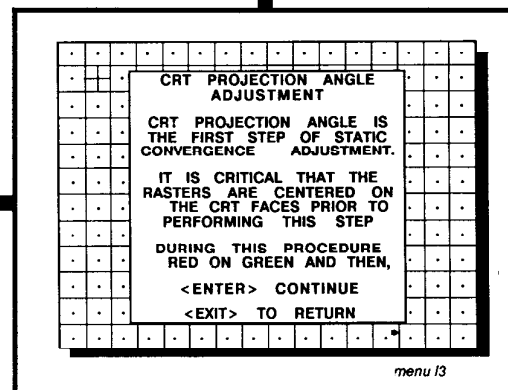 CRT PROJECTION ANGLE
ADJUSTMENT
CRT PROJECTION ANGLE IS
THE FIRST STEP OF STATIC
CONVERGENCE ADJUSTMENT.
IT IS CRITICAL THAT THE
RASTERS ARE CENTERED ON
THE CRT FACES PRIOR TO
PERFORMING THIS STEP
DURING THIS PROCEDURE
RED ON GREEN AND THEN,
<ENTER> CONTINUE
<EXIT> TO RETURN
menu I3